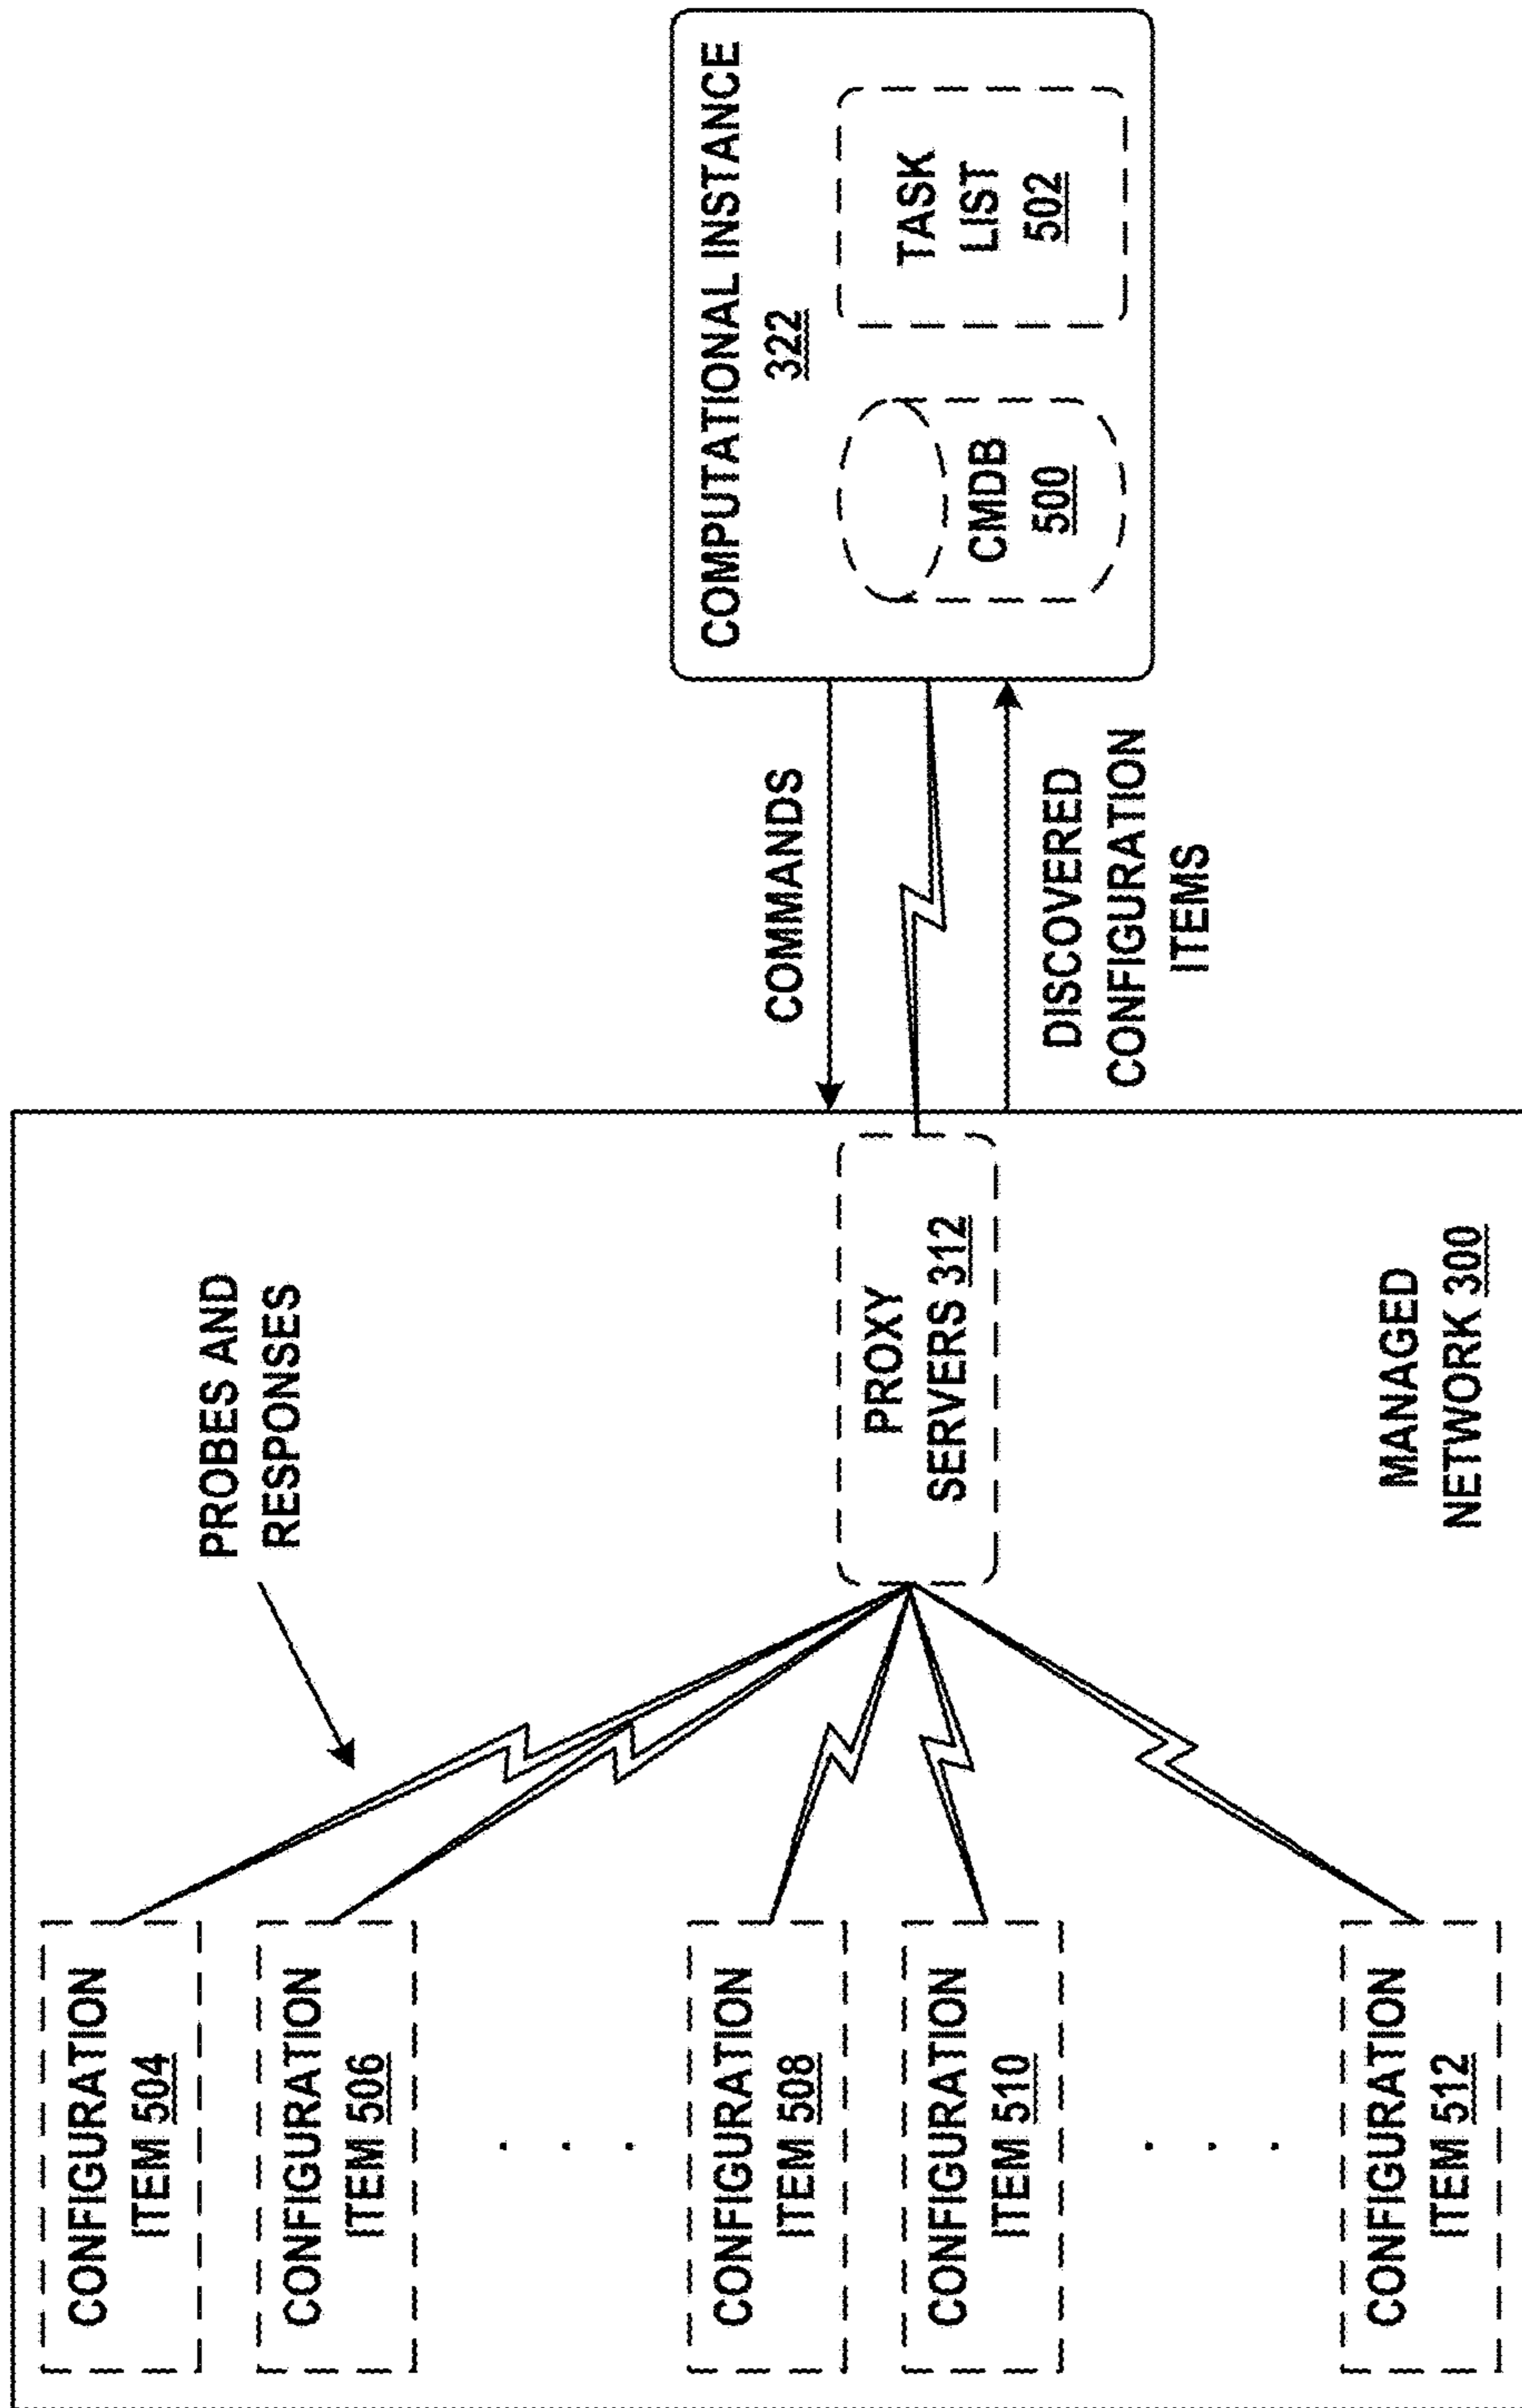 CONFIGURATION
ITEM 504
CONFIGURATION
ITEM 506
. . .
CONFIGURATION
ITEM 508
CONFIGURATION
ITEM 510
. . .
CONFIGURATION
ITEM 512
PROBES AND
RESPONSES
PROXY
SERVERS 312
MANAGED
NETWORK 300
COMMANDS
DISCOVERED
CONFIGURATION
ITEMS
COMPUTATIONAL INSTANCE
322
CMDB
500
TASK
LIST
502